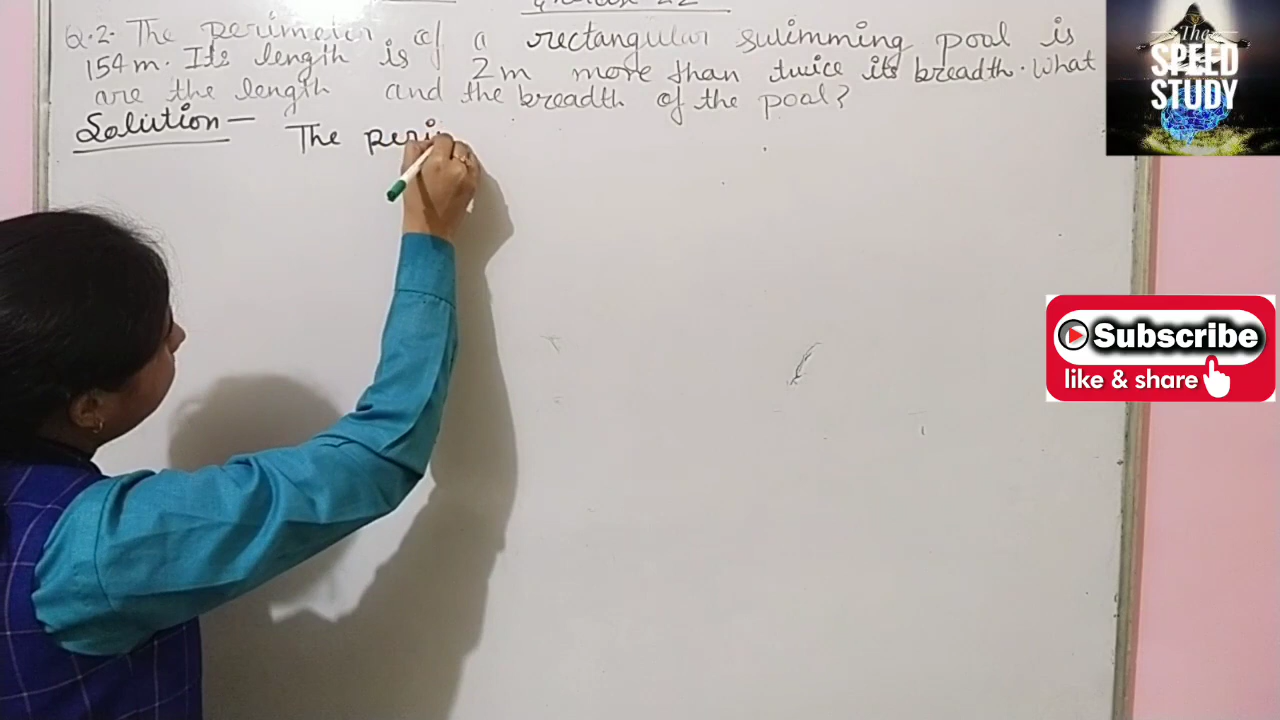 Q.2. The perimeter of a rectangular swimming pool is
154 m. Its length is 2m more than twice its breadth. What
are the length and the breadth of the pool?
Solution – The peri
The
SPEED
STUDY
Subscribe
like & share